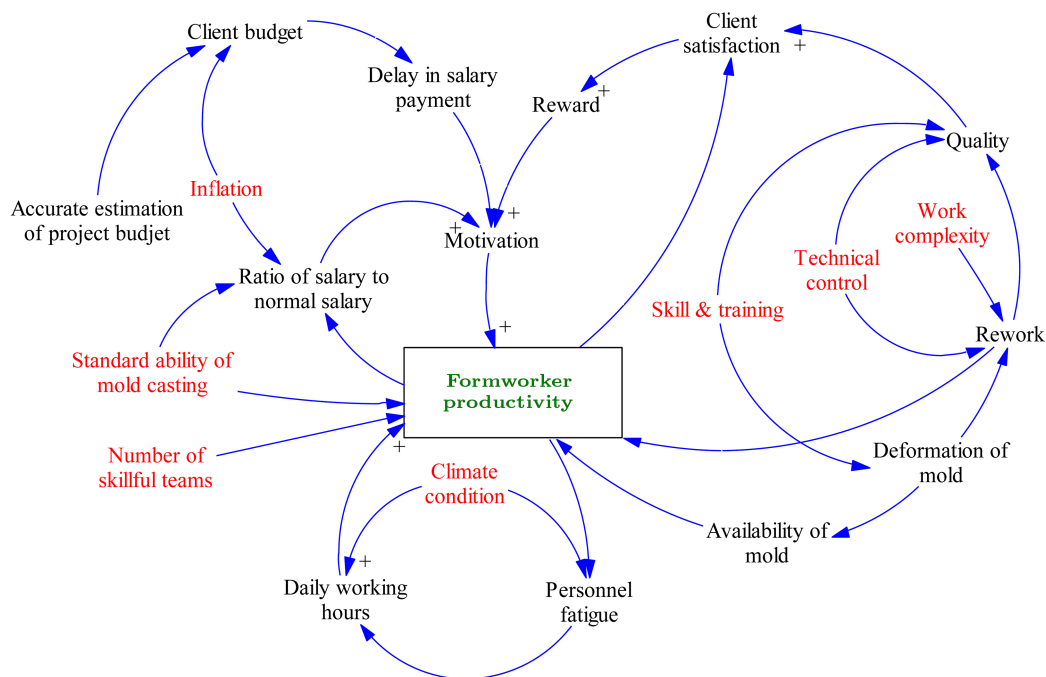 Client budget
Client
satisfaction
+
Delay in salary
payment
Reward
+
Quality
Inflation
Accurate estimation
of project budjet
+
+
Motivation
Work
complexity
Technical
control
Ratio of salary to
normal salary
Skill & training
+
Rework
Standard ability of
mold casting
Formworker
productivity
+
Number of
skillful teams
Climate
condition
Deformation of
mold
Availability of
mold
+
Daily working
hours
Personnel
fatigue